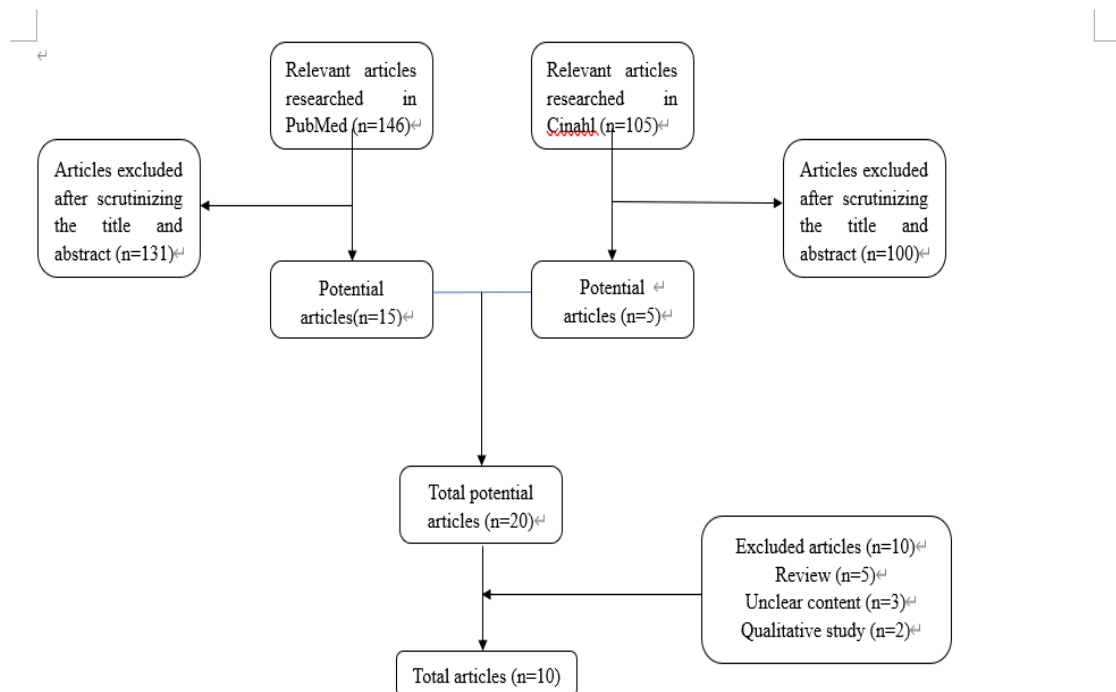 Relevant articles
researched in
PubMed (n=146)
Relevant articles
researched in
Cinahl (n=105)
Articles excluded
after scrutinizing
the title and
abstract (n=131)
Articles excluded
after scrutinizing
the title and
abstract (n=100)
Potential
articles(n=15)
Potential
articles (n=5)
Total potential
articles (n=20)
Excluded articles (n=10)
Review (n=5)
Unclear content (n=3)
Qualitative study (n=2)
Total articles (n=10)